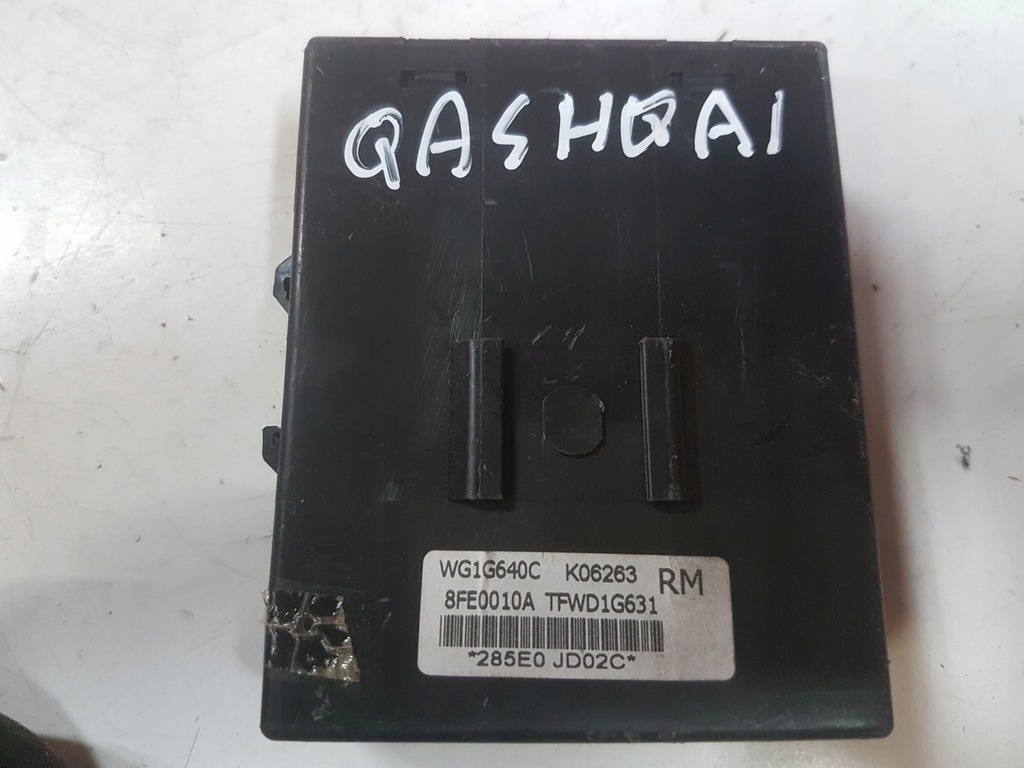 QASHQAI
WG1G640C K06263 RM
8FE0010A TFWD1G631
*285E0 JD02C*